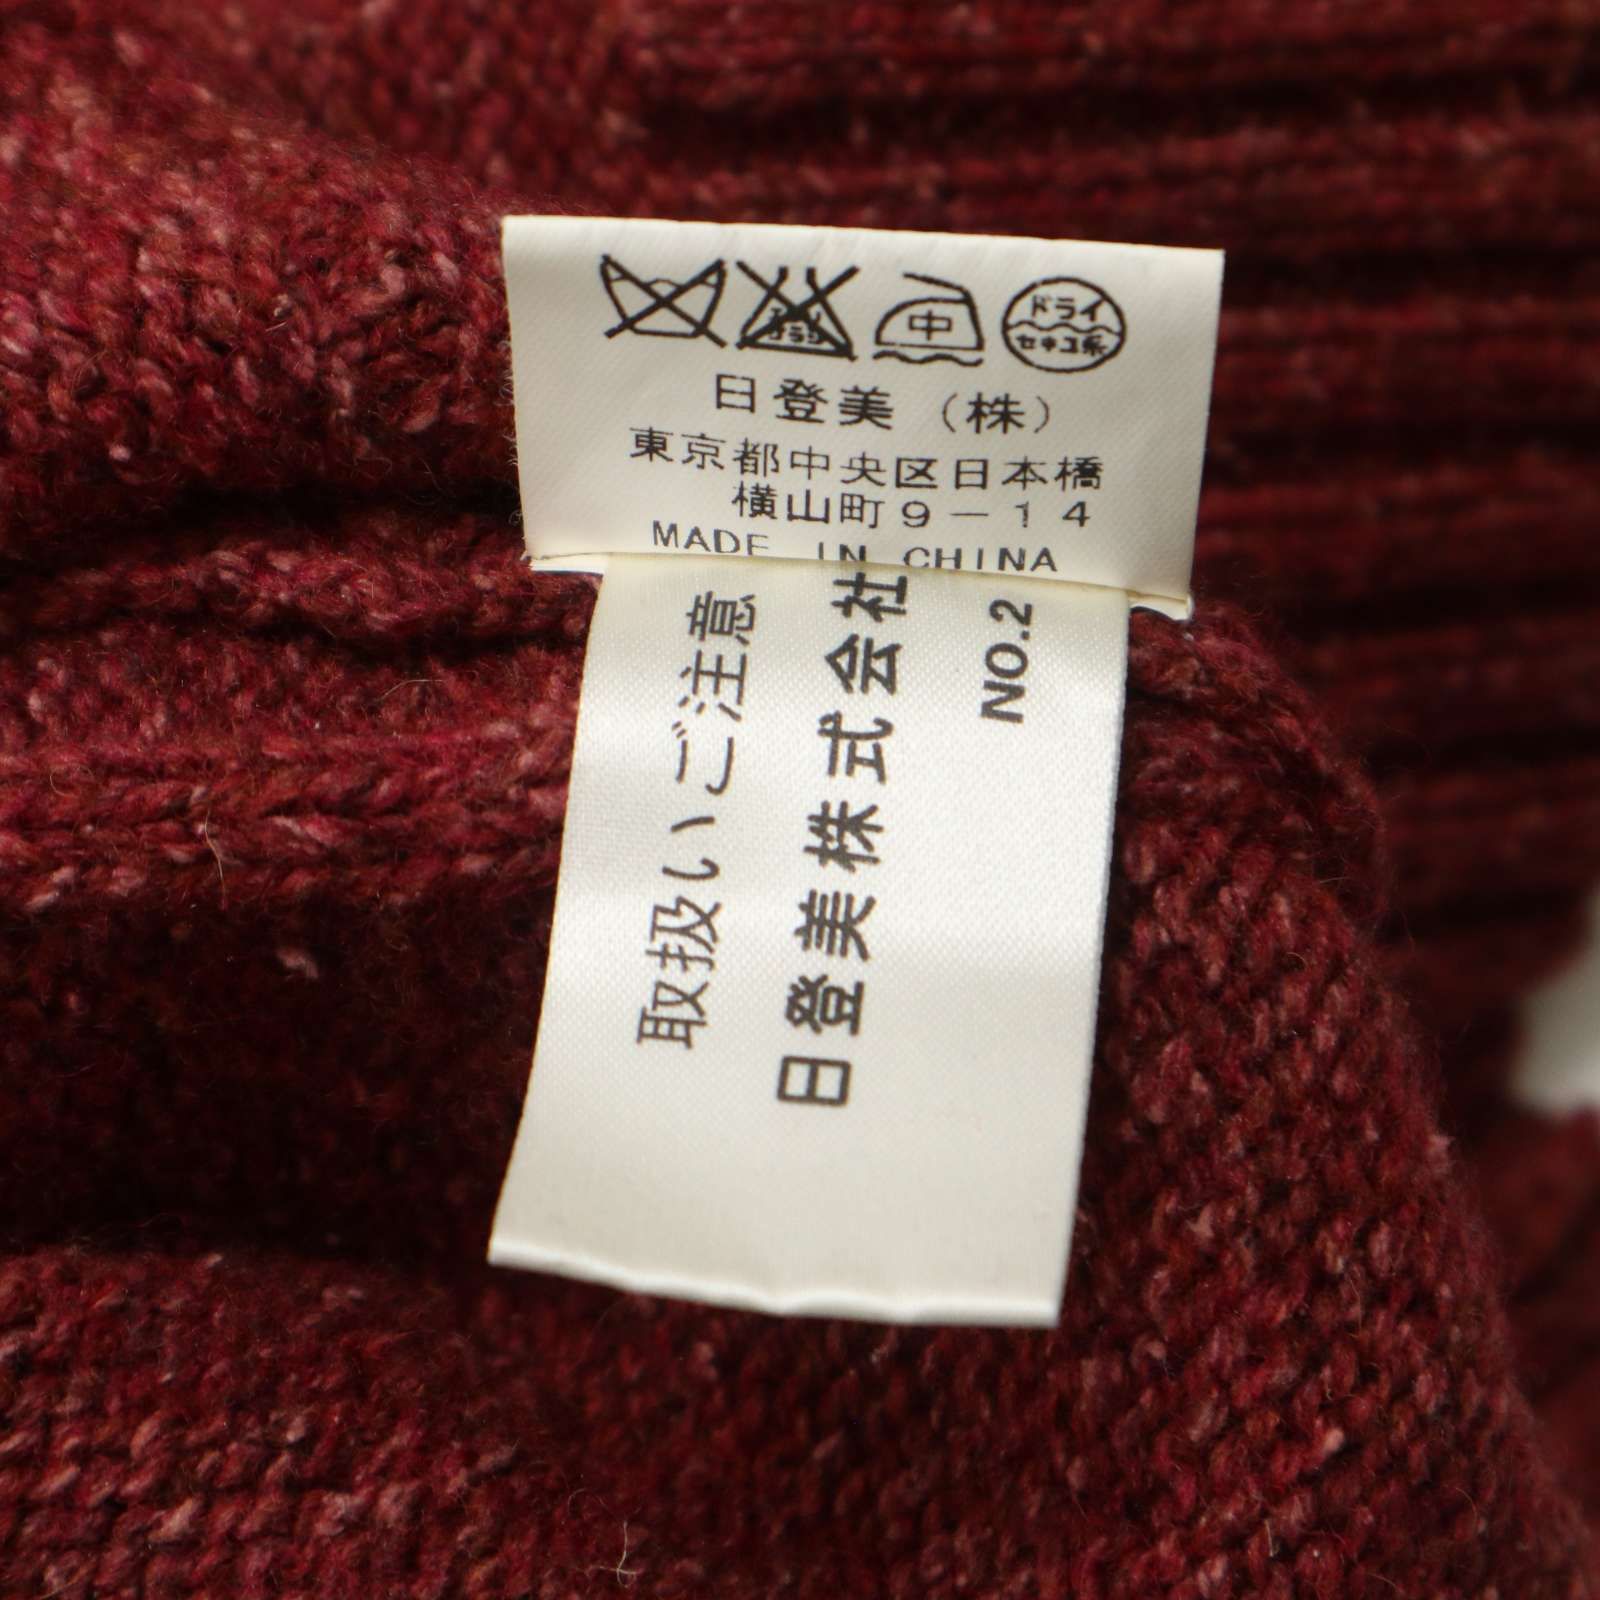 中
ドライ
セキユ系
日登美(株)
東京都中央区日本橋
横山町9-14
MADE IN CHINA
取扱いご注意
日登美株式会社
NO.2